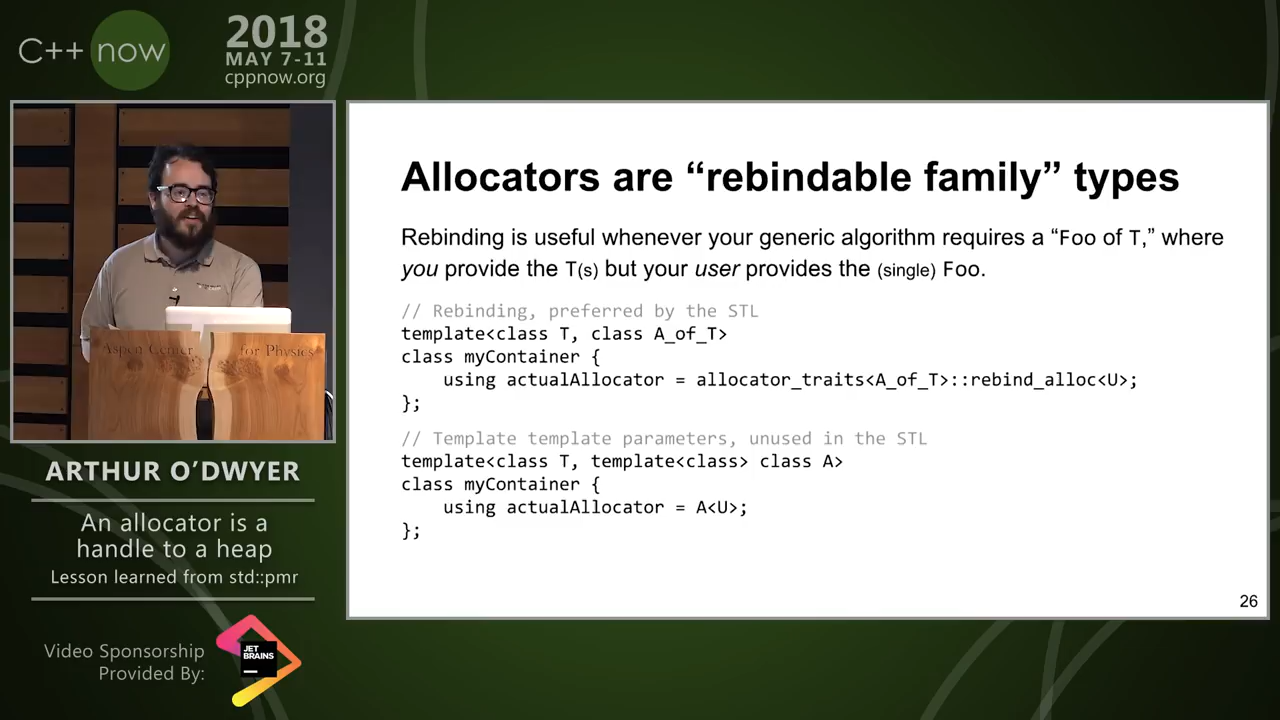 C++ now
2018
MAY 7-11
cppnow.org
Aspen Center for Physics
ARTHUR O’DWYER
An allocator is a
handle to a heap
Lesson learned from std::pmr
Video Sponsorship
Provided By:
JET
BRAINS
Allocators are “rebindable family” types
Rebinding is useful whenever your generic algorithm requires a “Foo of T,” where
you provide the T(s) but your user provides the (single) Foo.
// Rebinding, preferred by the STL
template<class T, class A_of_T>
class myContainer {
    using actualAllocator = allocator_traits<A_of_T>::rebind_alloc<U>;
};
// Template template parameters, unused in the STL
template<class T, template<class> class A>
class myContainer {
    using actualAllocator = A<U>;
};
26